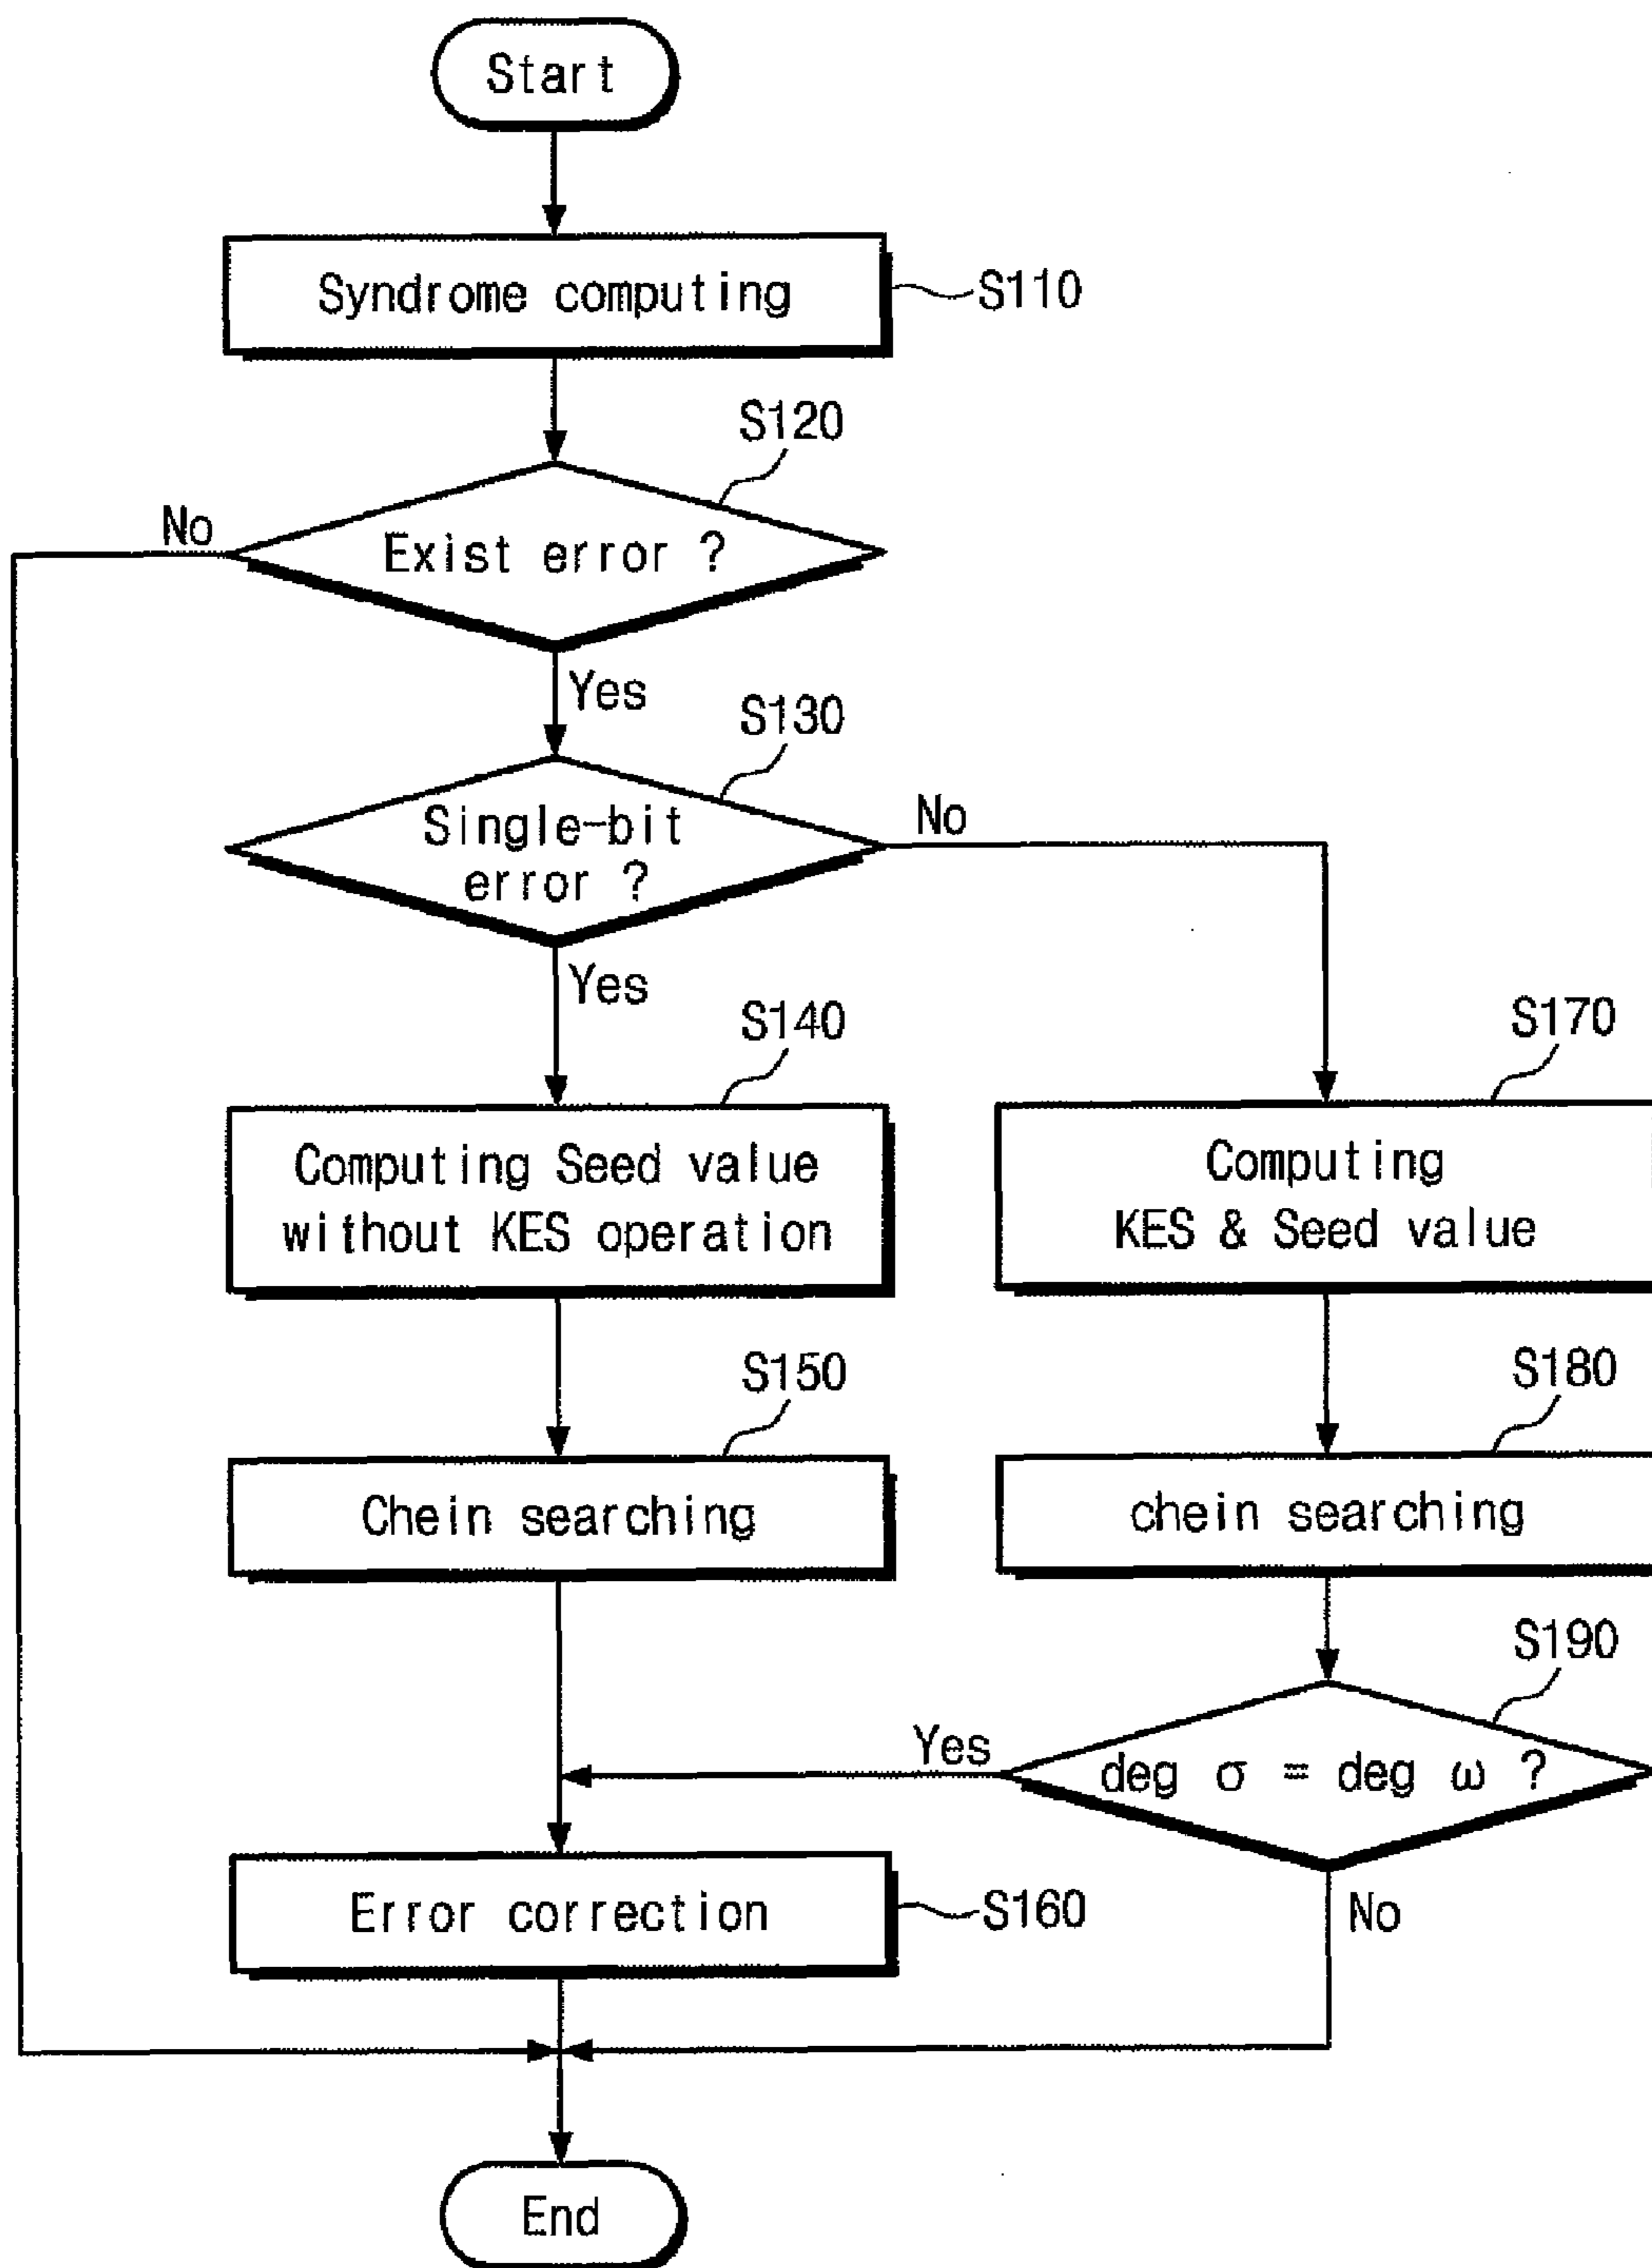 Start
Syndrome computing
S110
S120
No
Exist error ?
Yes
S130
Single-bit
error ?
No
Yes
S140
Computing Seed value
without KES operation
S170
Computing
KES & Seed value
S150
Chein searching
S180
chein searching
S190
Yes
deg σ = deg ω ?
Error correction
S160
No
End